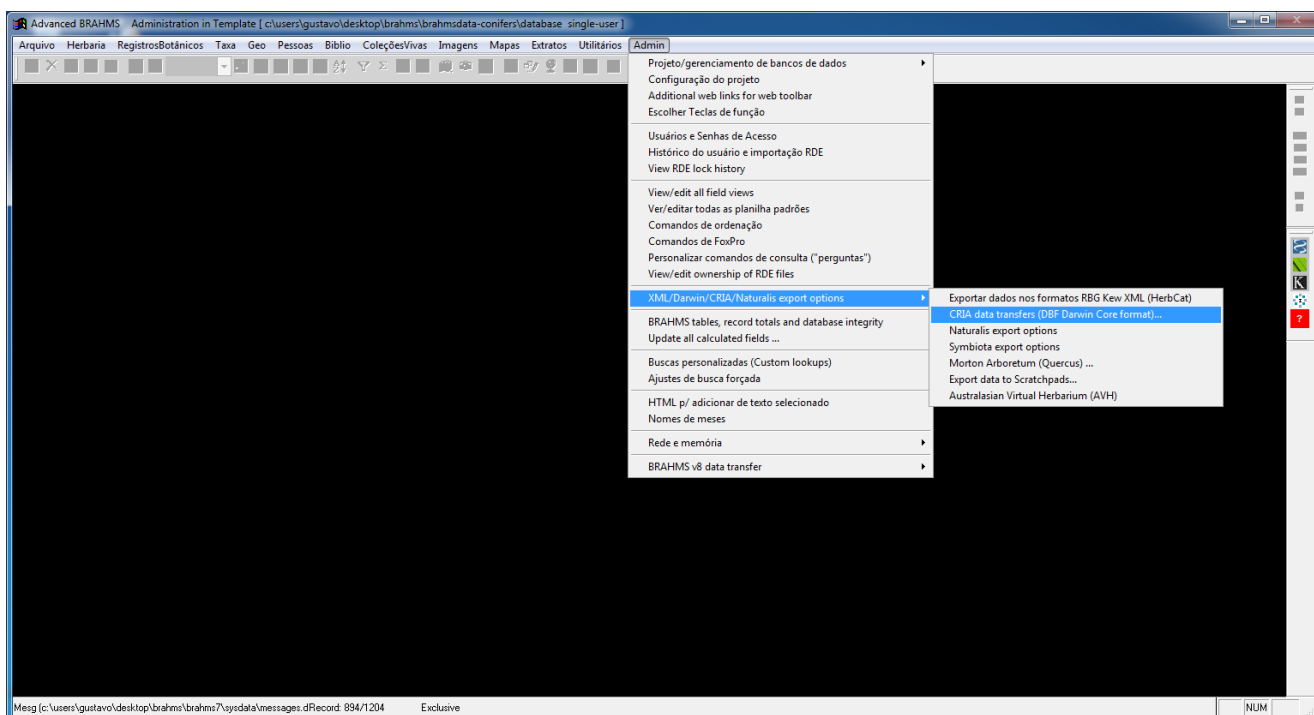 Advanced BRAHMS Administration in Template [ c:\users\gustavo\desktop\brahms\brahmsdata-conifers\database single-user ]
Arquivo Herbaria RegistrosBotânicos Taxa Geo Pessoas Biblio ColeçõesVivas Imagens Mapas Extratos Utilitários Admin
Projeto/gerenciamento de bancos de dados
Configuração do projeto
Additional web links for web toolbar
Escolher Teclas de função
Usuários e Senhas de Acesso
Histórico do usuário e importação RDE
View RDE lock history
View/edit all field views
Ver/editar todas as planilha padrões
Comandos de ordenação
Comandos de FoxPro
Personalizar comandos de consulta ("perguntas")
View/edit ownership of RDE files
XML/Darwin/CRIA/Naturalis export options
BRAHMS tables, record totals and database integrity
Update all calculated fields ...
Buscas personalizadas (Custom lookups)
Ajustes de busca forçada
HTML p/ adicionar de texto selecionado
Nomes de meses
Rede e memória
BRAHMS v8 data transfer
Exportar dados nos formatos RBG Kew XML (HerbCat)
CRIA data transfers (DBF Darwin Core format)...
Naturalis export options
Symbiota export options
Morton Arboretum (Quercus) ...
Export data to Scratchpads...
Australasian Virtual Herbarium (AVH)
K
?
Mesg (c:\users\gustavo\desktop\brahms\brahms7\sysdata\messages.dRecord: 894/1204 Exclusive NUM